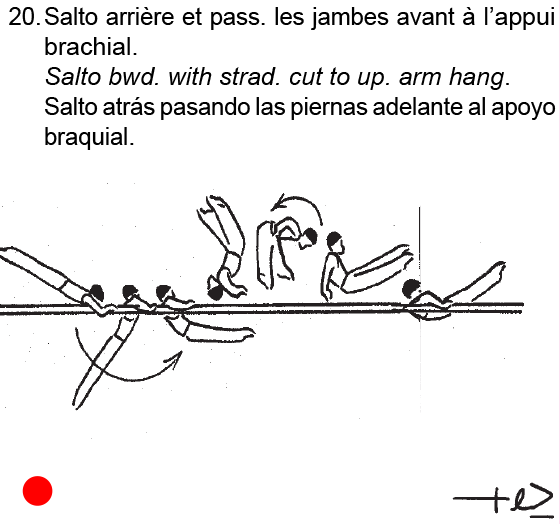 20. Salto arrière et pass. les jambes avant à l'appui
brachial.
Salto bwd. with strad. cut to up. arm hang.
Salto atrás pasando las piernas adelante al apoyo
braquial.